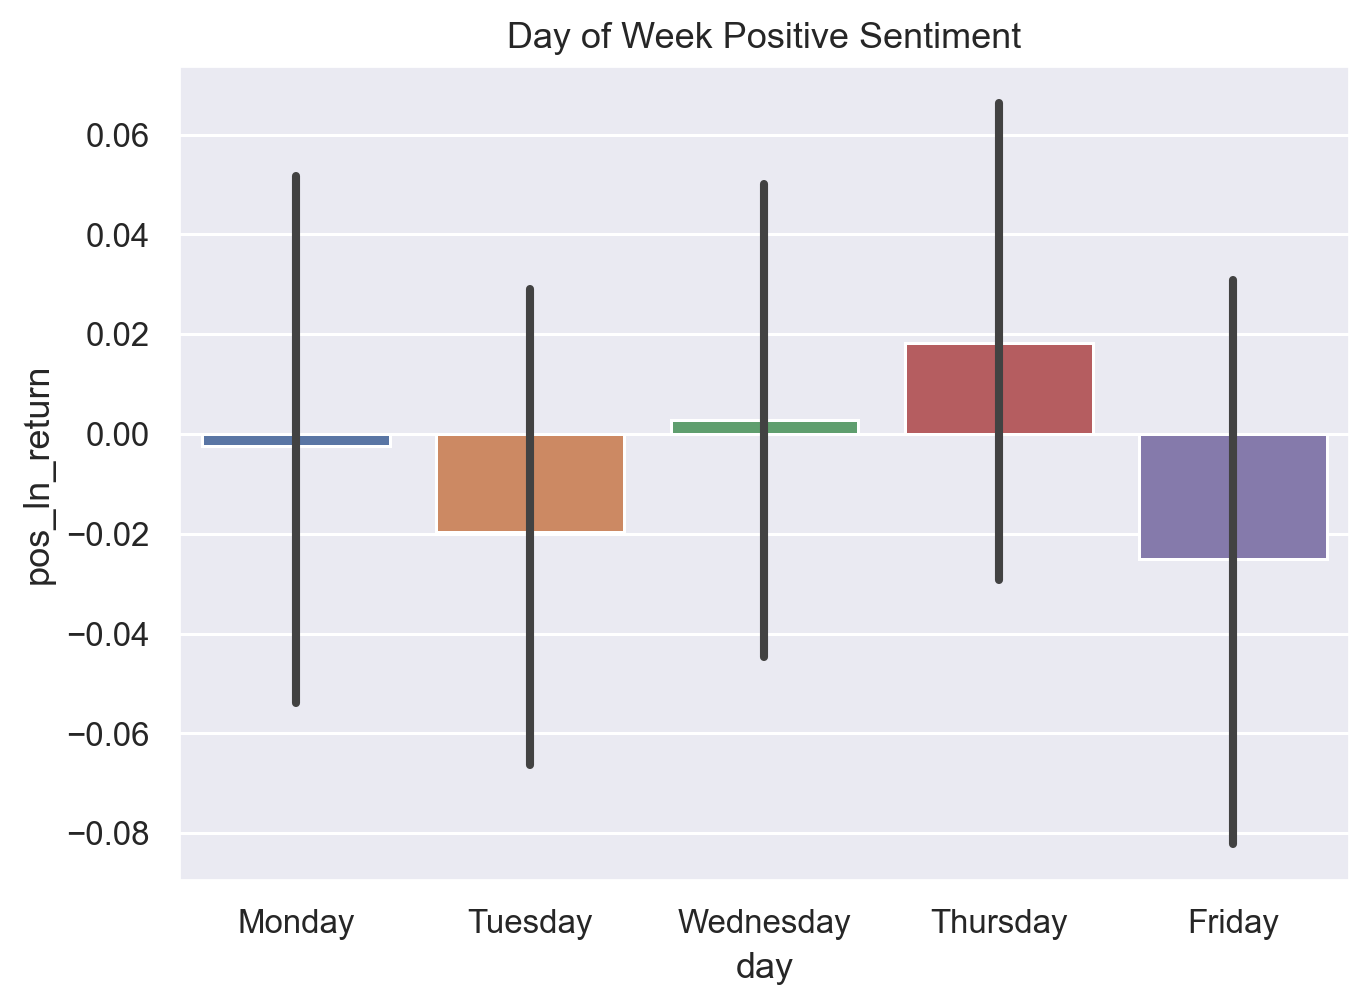 Day of Week Positive Sentiment
pos_ln_return
0.06
0.04
0.02
0.00
−0.02
−0.04
−0.06
−0.08
Monday Tuesday Wednesday Thursday Friday
day